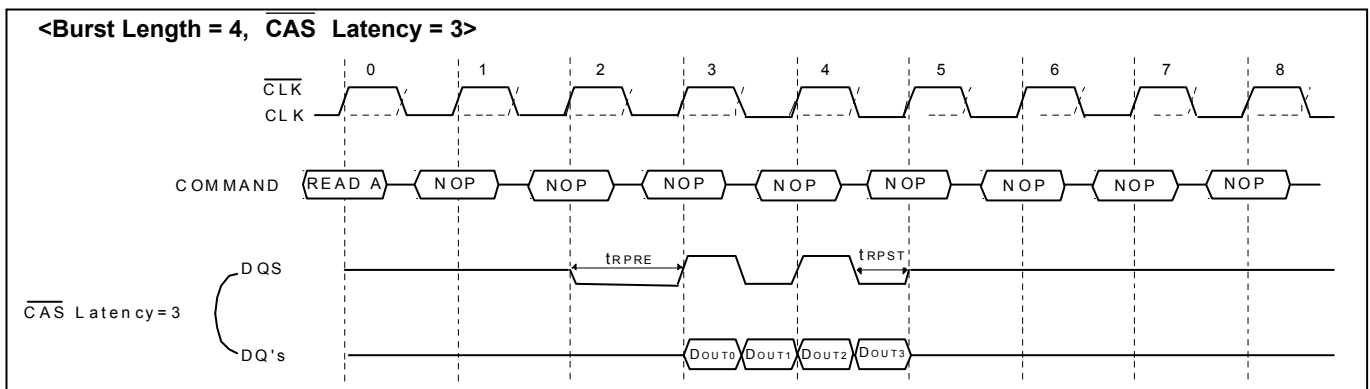 <Burst Length = 4, CAS Latency = 3>
0 1 2 3 4 5 6 7 8
CLK
CLK
COMMAND READ A NOP NOP NOP NOP NOP NOP NOP NOP
DQS tRPRE tRPST
CAS Latency=3
DQ's DOUT0 DOUT1 DOUT2 DOUT3